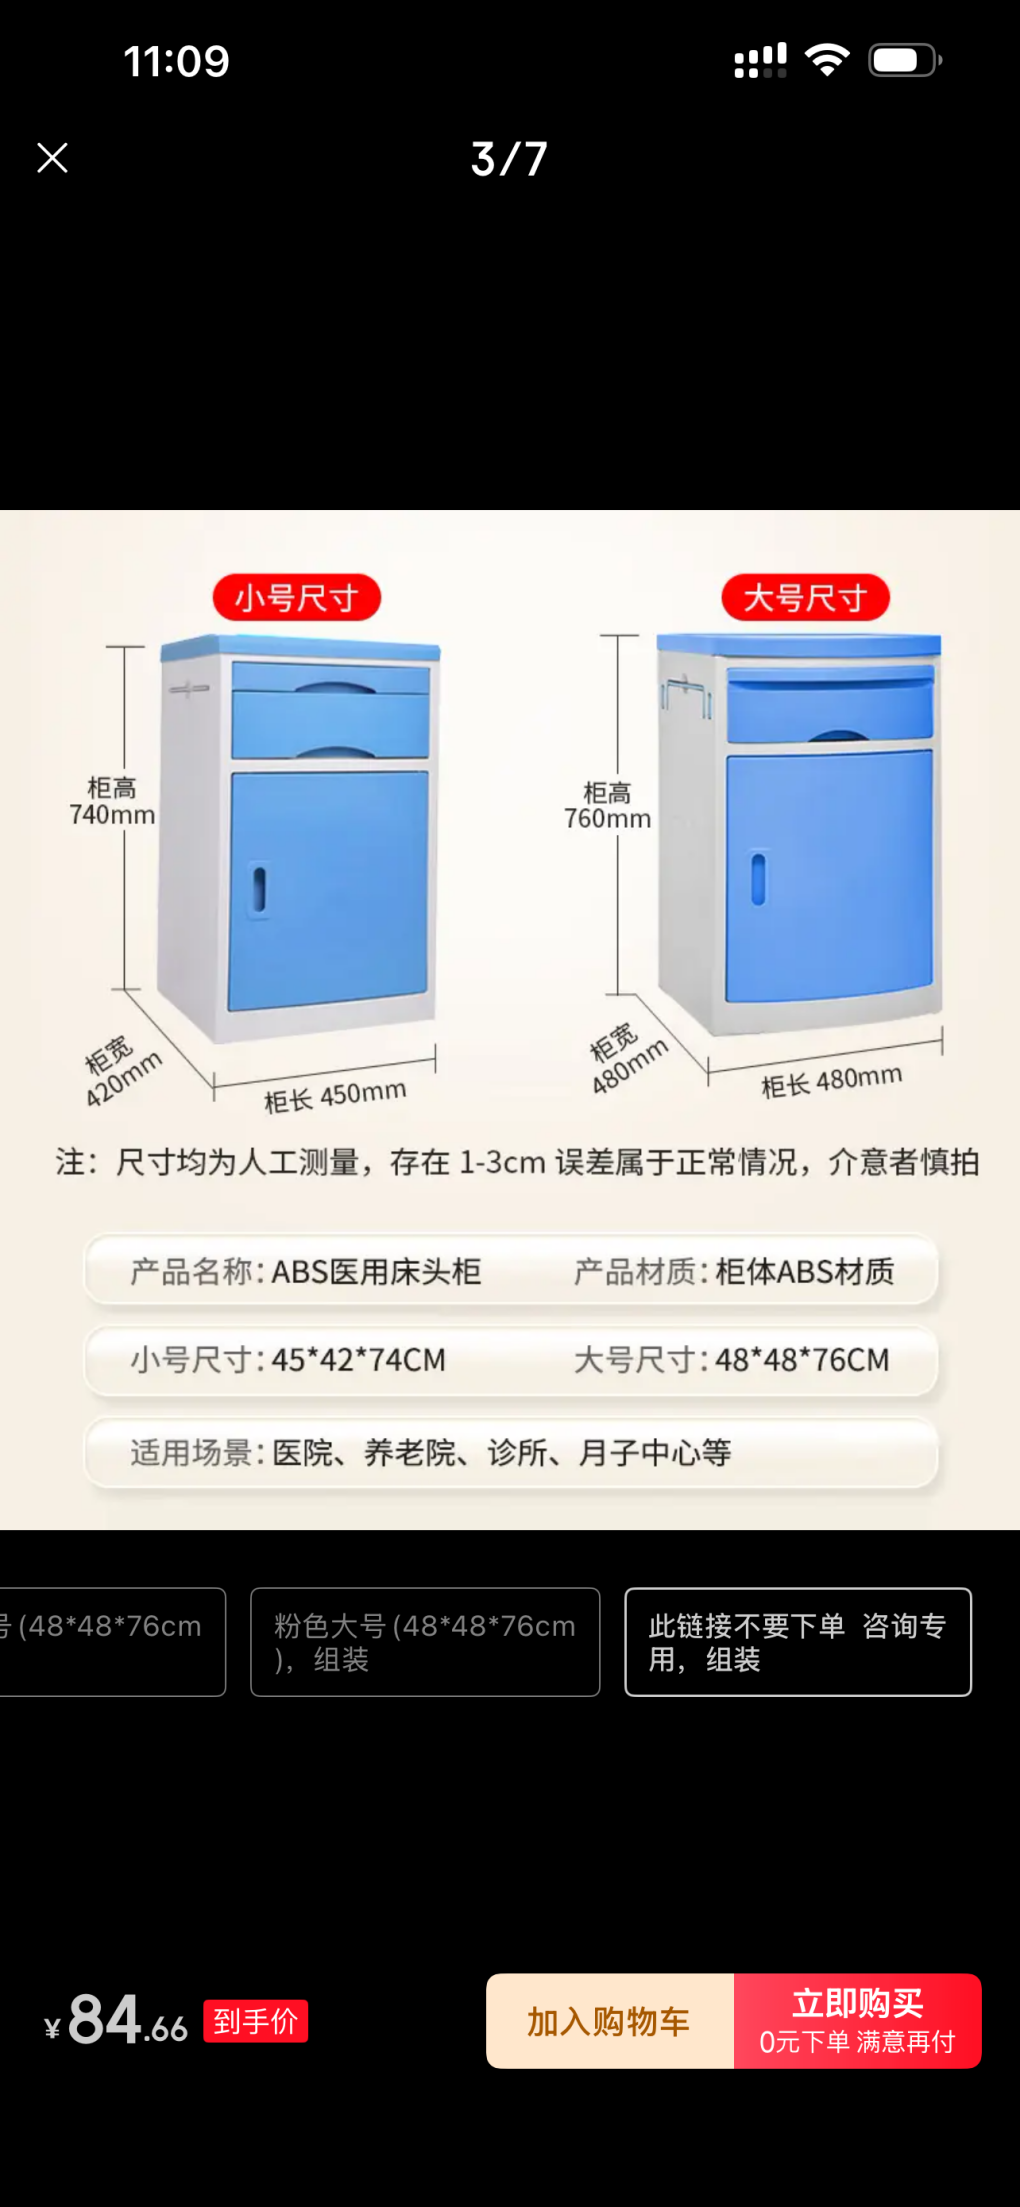 11:09
3/7
小号尺寸
大号尺寸
柜高
740mm
柜高
760mm
柜宽
420mm
柜长 450mm
柜宽
480mm
柜长 480mm
注：尺寸均为人工测量，存在 1-3cm 误差属于正常情况，介意者慎拍
产品名称：ABS医用床头柜
产品材质：柜体ABS材质
小号尺寸：45*42*74CM
大号尺寸：48*48*76CM
适用场景：医院、养老院、诊所、月子中心等
号(48*48*76cm
粉色大号(48*48*76cm
)，组装
此链接不要下单 咨询专
用，组装
¥84.66 到手价
加入购物车
立即购买
0元下单 满意再付